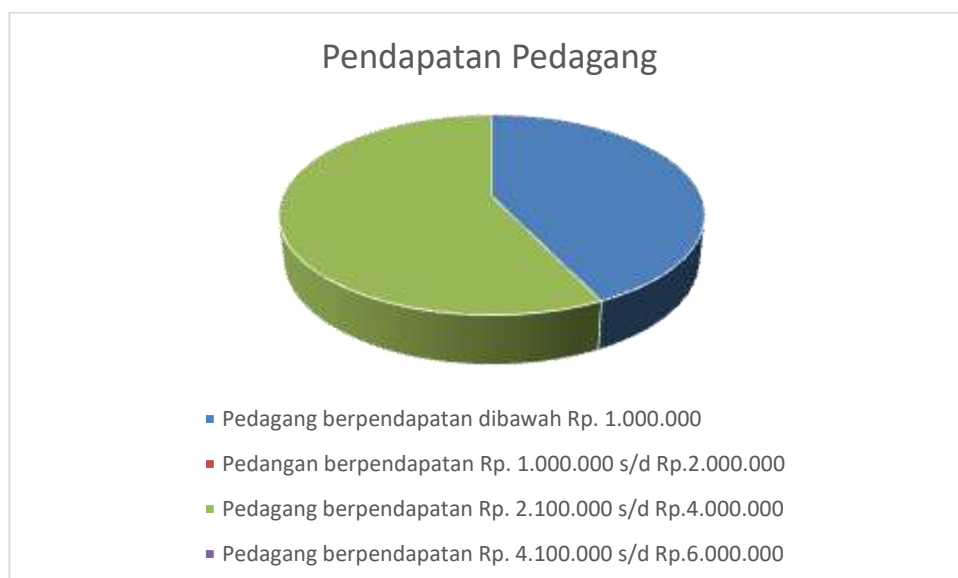 Pendapatan Pedagang
Pedagang berpendapatan dibawah Rp. 1.000.000
Pedangan berpendapatan Rp. 1.000.000 s/d Rp.2.000.000
Pedagang berpendapatan Rp. 2.100.000 s/d Rp.4.000.000
Pedagang berpendapatan Rp. 4.100.000 s/d Rp.6.000.000